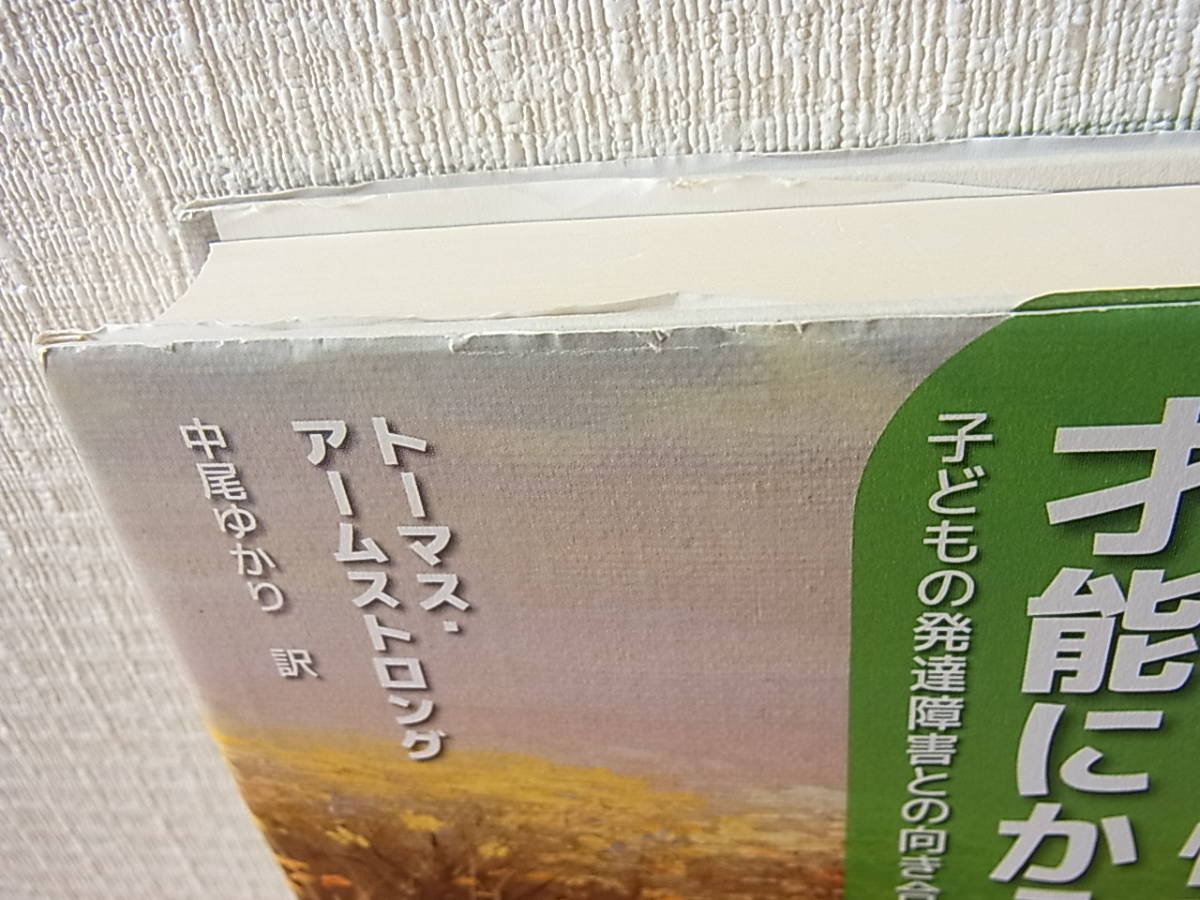 才能にか
子どもの発達障害との向き合
トーマス・
アームストロング
中尾ゆかり 訳